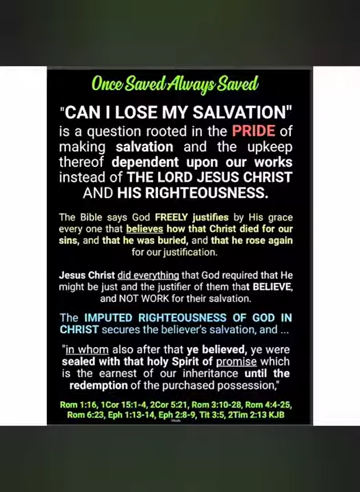 Once Saved Always Saved
"CAN I LOSE MY SALVATION"
is a question rooted in the PRIDE of
making salvation and the upkeep
thereof dependent upon our works
instead of THE LORD JESUS CHRIST
AND HIS RIGHTEOUSNESS.
The Bible says God FREELY justifies by His grace
every one that believes how that Christ died for our
sins, and that he was buried, and that he rose again
for our justification.
Jesus Christ did everything that God required that He
might be just and the justifier of them that BELIEVE,
and NOT WORK for their salvation.
The IMPUTED RIGHTEOUSNESS OF GOD IN
CHRIST secures the believer's salvation, and ...
"in whom also after that ye believed, ye were
sealed with that holy Spirit of promise which
is the earnest of our inheritance until the
redemption of the purchased possession,"
Rom 1:16, 1Cor 15:1-4, 2Cor 5:21, Rom 3:10-28, Rom 4:4-25,
Rom 6:23, Eph 1:13-14, Eph 2:8-9, Tit 3:5, 2Tim 2:13 KJB